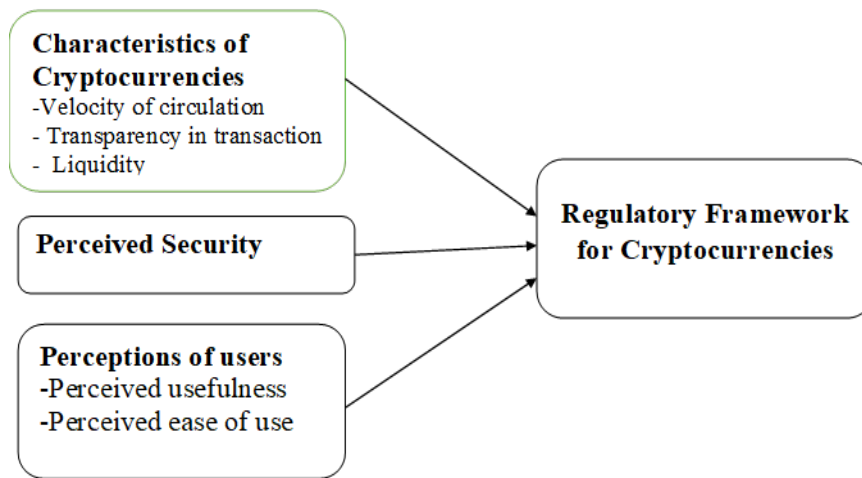 Characteristics of
Cryptocurrencies
-Velocity of circulation
- Transparency in transaction
- Liquidity
Perceived Security
Perceptions of users
-Perceived usefulness
-Perceived ease of use
Regulatory Framework
for Cryptocurrencies